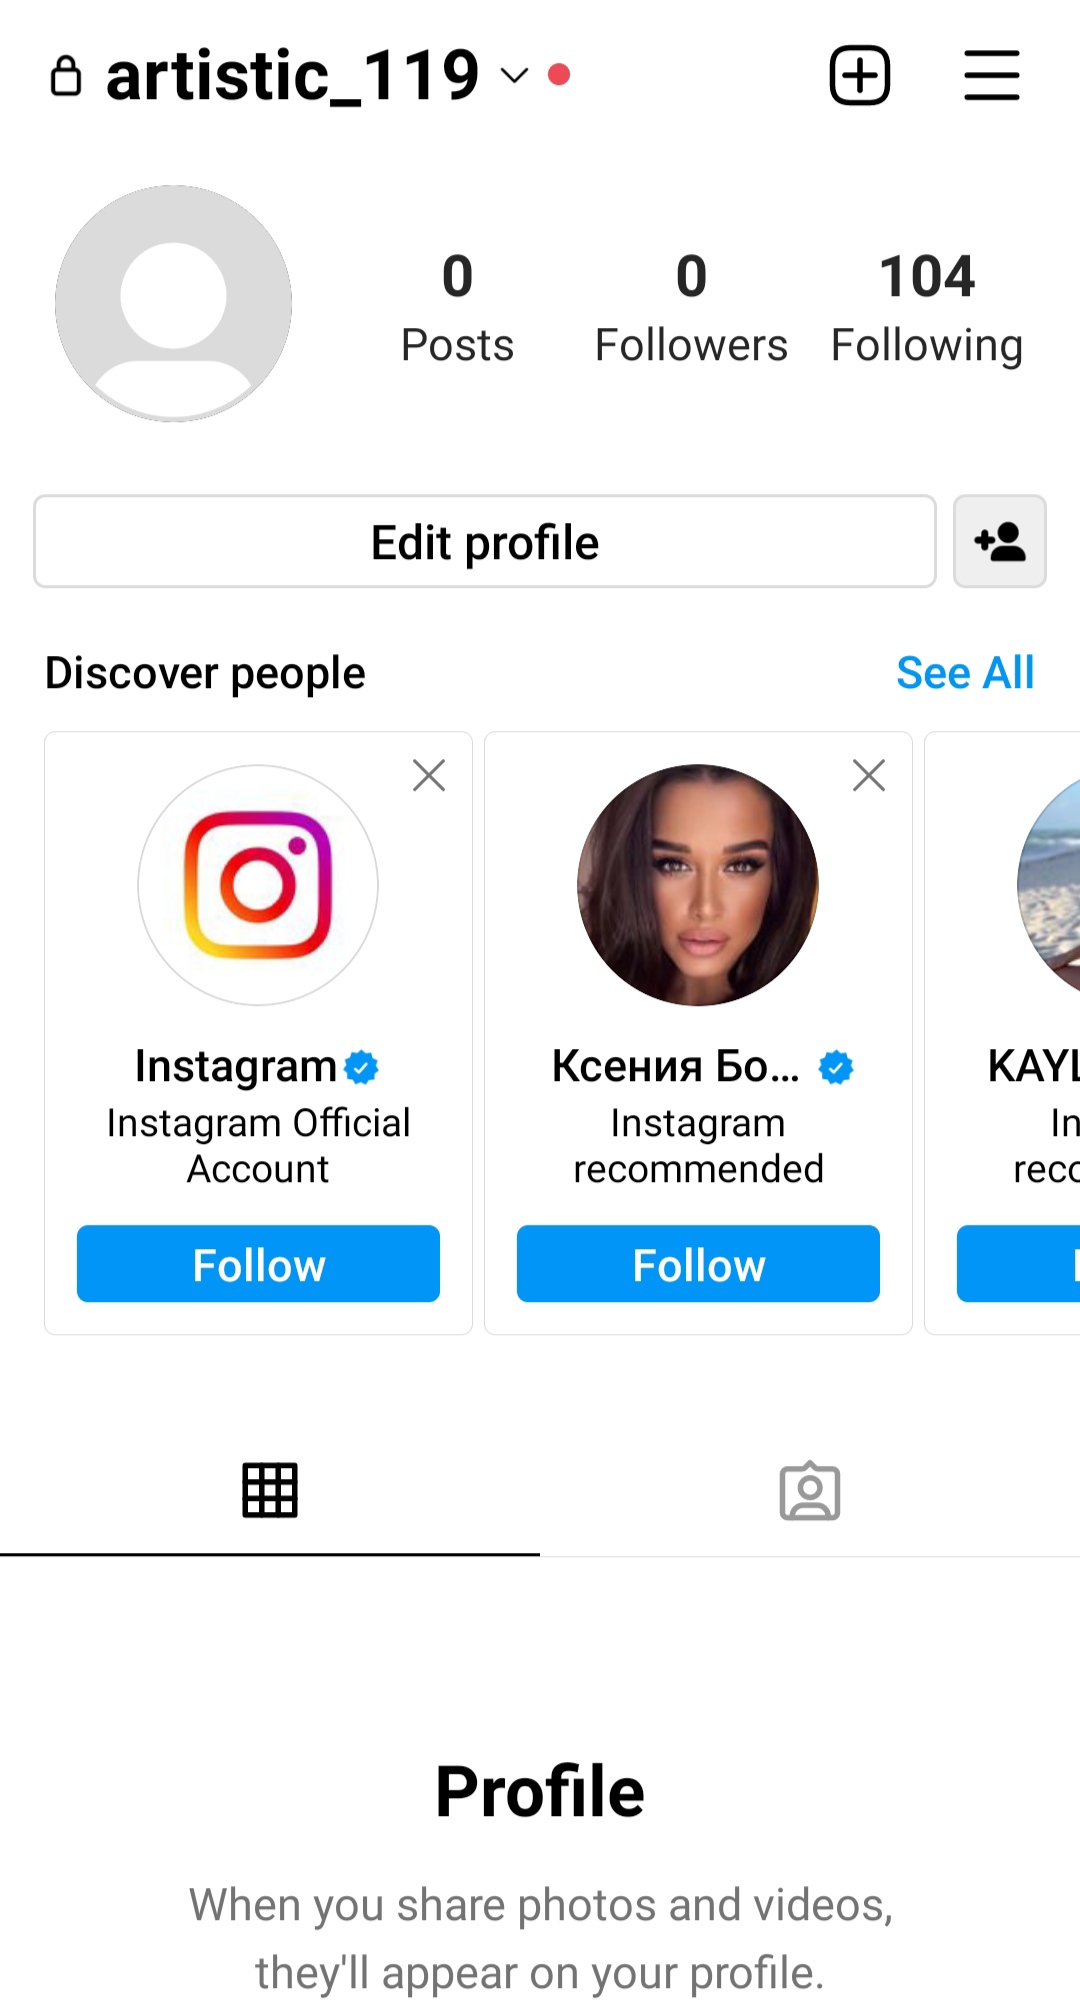 artistic_119
0 0 104
Posts Followers Following
Edit profile
Discover people See All
Instagram Ксения Бо... KAYL
Instagram Official Instagram In
Account recommended reco
Follow Follow
Profile
When you share photos and videos,
they'll appear on your profile.